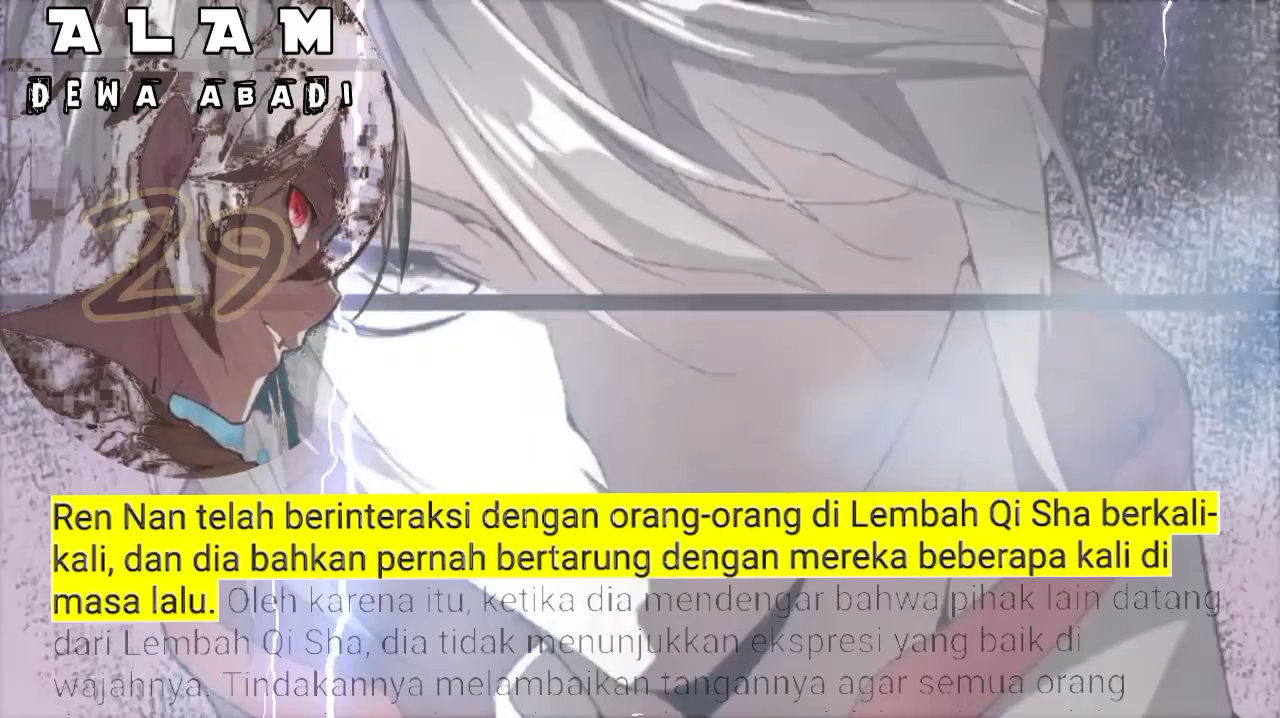 ALAM
DEWA ABADI
29
Ren Nan telah berinteraksi dengan orang-orang di Lembah Qi Sha berkali-
kali, dan dia bahkan pernah bertarung dengan mereka beberapa kali di
masa lalu. Oleh karena itu, ketika dia mendengar bahwa pihak lain datang
dari Lembah Qi Sha, dia tidak menunjukkan ekspresi yang baik di
wajahnya. Tindakannya melambaikan tangannya agar semua orang